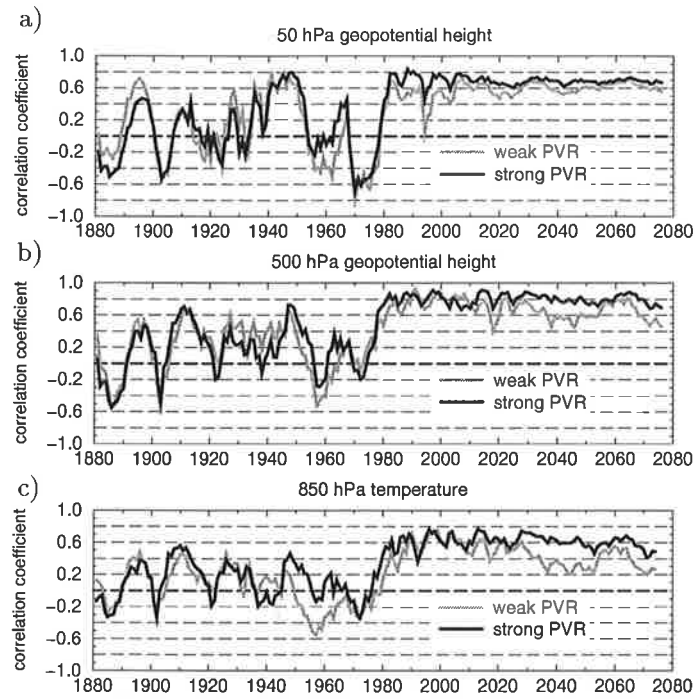 a)
50 hPa geopotential height
correlation coefficient
1.0
0.6
0.2
−0.2
−0.6
−1.0
weak PVR
strong PVR
1880 1900 1920 1940 1960 1980 2000 2020 2040 2060 2080
b)
500 hPa geopotential height
correlation coefficient
1.0
0.6
0.2
−0.2
−0.6
−1.0
weak PVR
strong PVR
1880 1900 1920 1940 1960 1980 2000 2020 2040 2060 2080
c)
850 hPa temperature
correlation coefficient
1.0
0.6
0.2
−0.2
−0.6
−1.0
weak PVR
strong PVR
1880 1900 1920 1940 1960 1980 2000 2020 2040 2060 2080